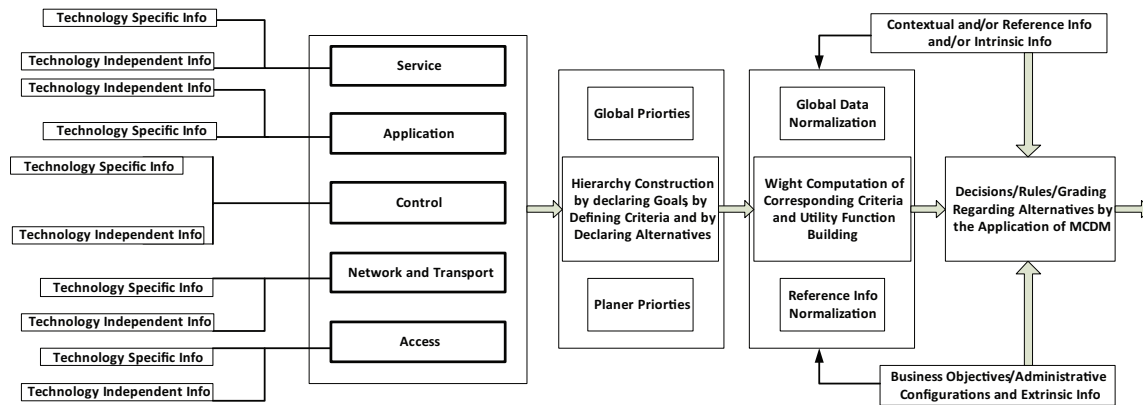 Technology Specific Info
Technology Independent Info
Technology Independent Info
Technology Specific Info
Technology Specific Info
Technology Independent Info
Technology Specific Info
Technology Independent Info
Technology Specific Info
Technology Independent Info
Service
Application
Control
Network and Transport
Access
Global Priorties
Hierarchy Construction
by declaring Goals by
Defining Criteria and by
Declaring Alternatives
Planer Priorties
Global Data
Normalization
Wight Computation of
Corresponding Criteria
and Utility Function
Building
Reference Info
Normalization
Contextual and/or Reference Info
and/or Intrinsic Info
Decisions/Rules/Grading
Regarding Alternatives by
the Application of MCDM
Business Objectives/Administrative
Configurations and Extrinsic Info